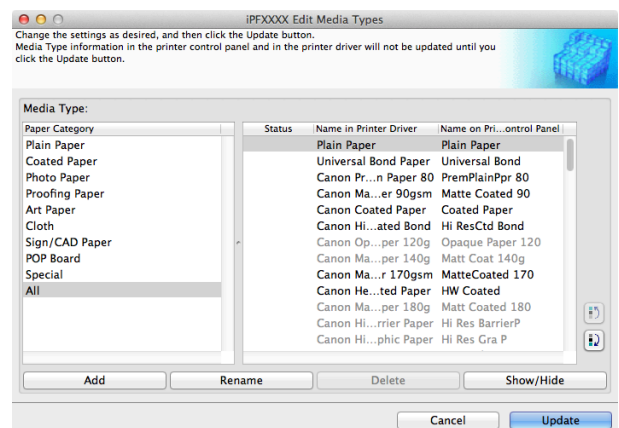 iPFXXXX Edit Media Types
Change the settings as desired, and then click the Update button.
Media Type information in the printer control panel and in the printer driver will not be updated until you
click the Update button.
Media Type:
Paper Category
Plain Paper
Coated Paper
Photo Paper
Proofing Paper
Art Paper
Cloth
Sign/CAD Paper
POP Board
Special
All
Status Name in Printer Driver Name on Pri...ontrol Panel
Plain Paper Plain Paper
Universal Bond Paper Universal Bond
Canon Pr...n Paper 80 PremPlainPpr 80
Canon Ma...er 90gsm Matte Coated 90
Canon Coated Paper Coated Paper
Canon Hi...ated Bond Hi ResCtd Bond
Canon Op...per 120g Opaque Paper 120
Canon Ma...per 140g Matt Coat 140g
Canon Ma...r 170gsm MatteCoated 170
Canon He...ted Paper HW Coated
Canon Ma...per 180g Matt Coated 180
Canon Hi...rrier Paper Hi Res BarrierP
Canon Hi...phic Paper Hi Res Gra P
Add Rename Delete Show/Hide
Cancel Update